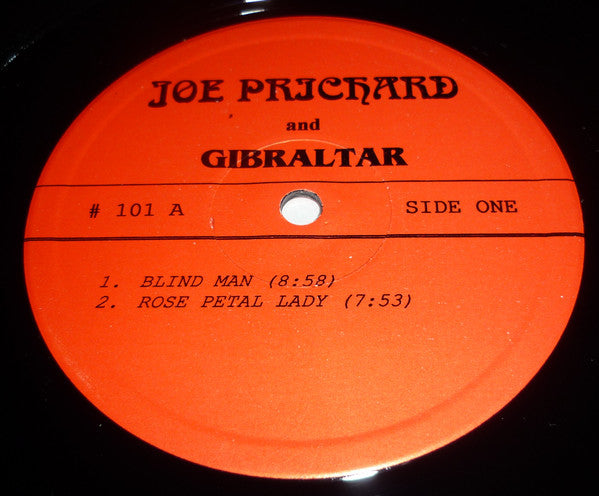 JOE PRICHARD
and
GIBRALTAR
# 101 A SIDE ONE
1. BLIND MAN (8:58)
2. ROSE PETAL LADY (7:53)